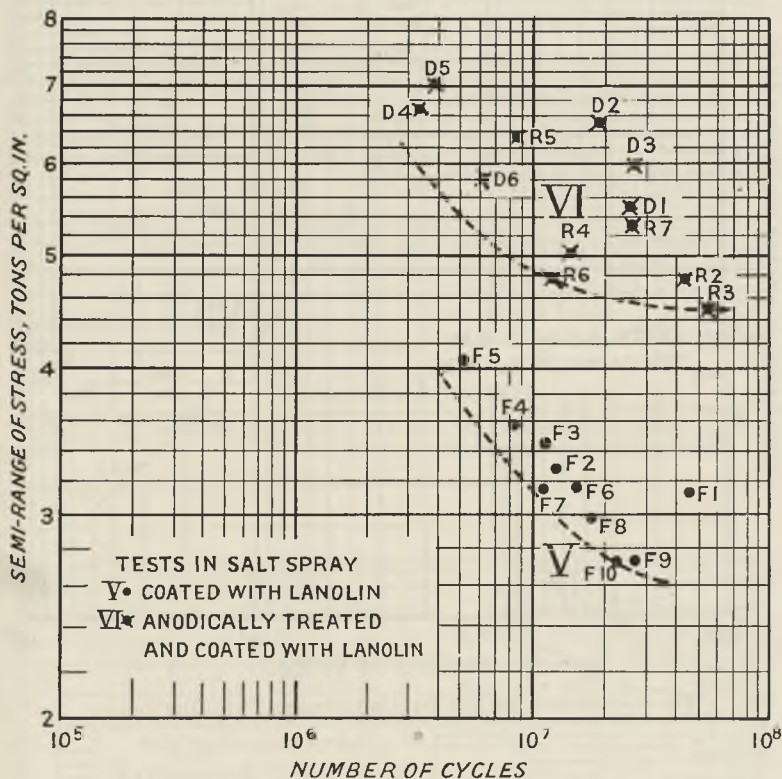 8
7
6
5
4
3
2
SEMI-RANGE OF STRESS, TONS PER SQ. IN.
D5
D4
D2
R5
D3
D6
VI
D1
R7
R4
R6
R2
R3
F5
F4
F3
F2
F7
F6
F1
F8
V
F10
F9
TESTS IN SALT SPRAY
V • COATED WITH LANOLIN
VI ✖ ANODICALLY TREATED
AND COATED WITH LANOLIN
10⁵ 10⁶ 10⁷ 10⁸
NUMBER OF CYCLES